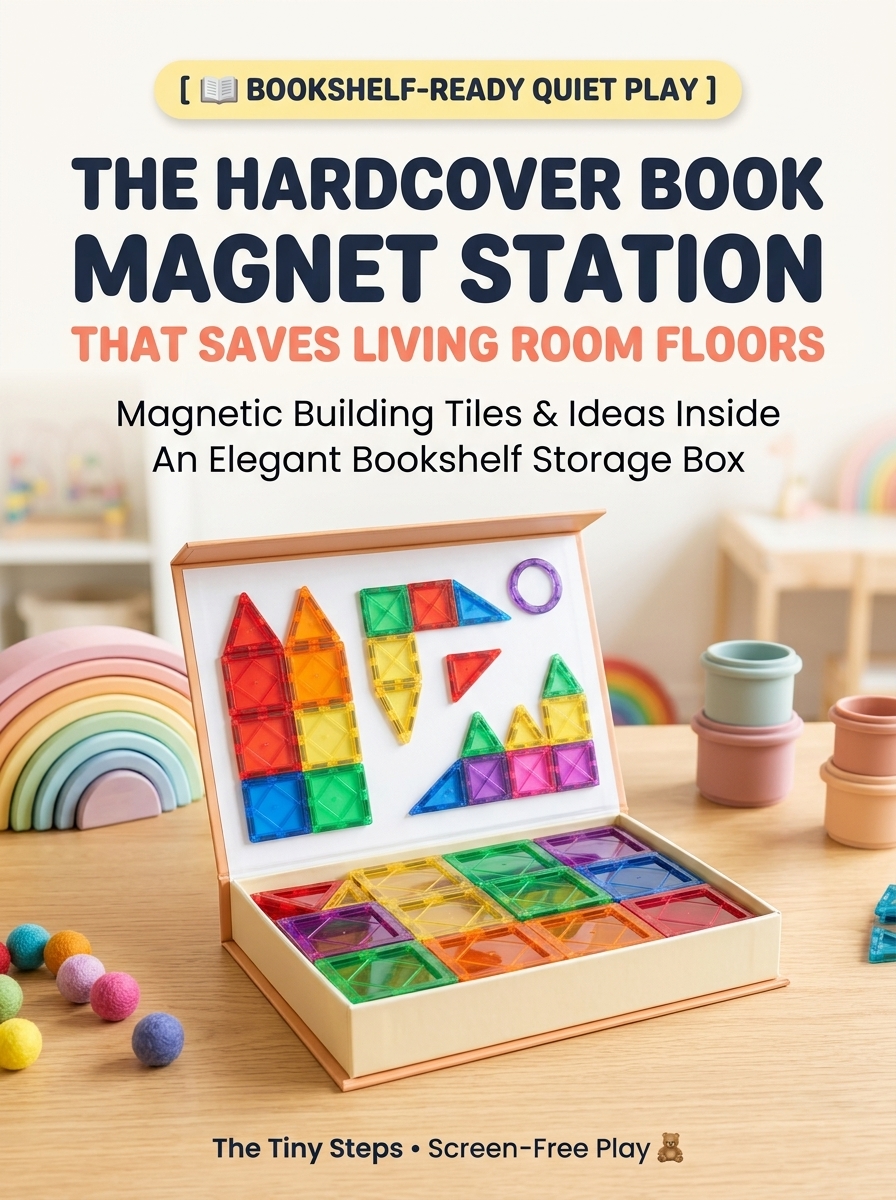 [ 📖 BOOKSHELF-READY QUIET PLAY ]
THE HARDCOVER BOOK
MAGNET STATION
THAT SAVES LIVING ROOM FLOORS
Magnetic Building Tiles & Ideas Inside
An Elegant Bookshelf Storage Box
The Tiny Steps • Screen-Free Play 🧸